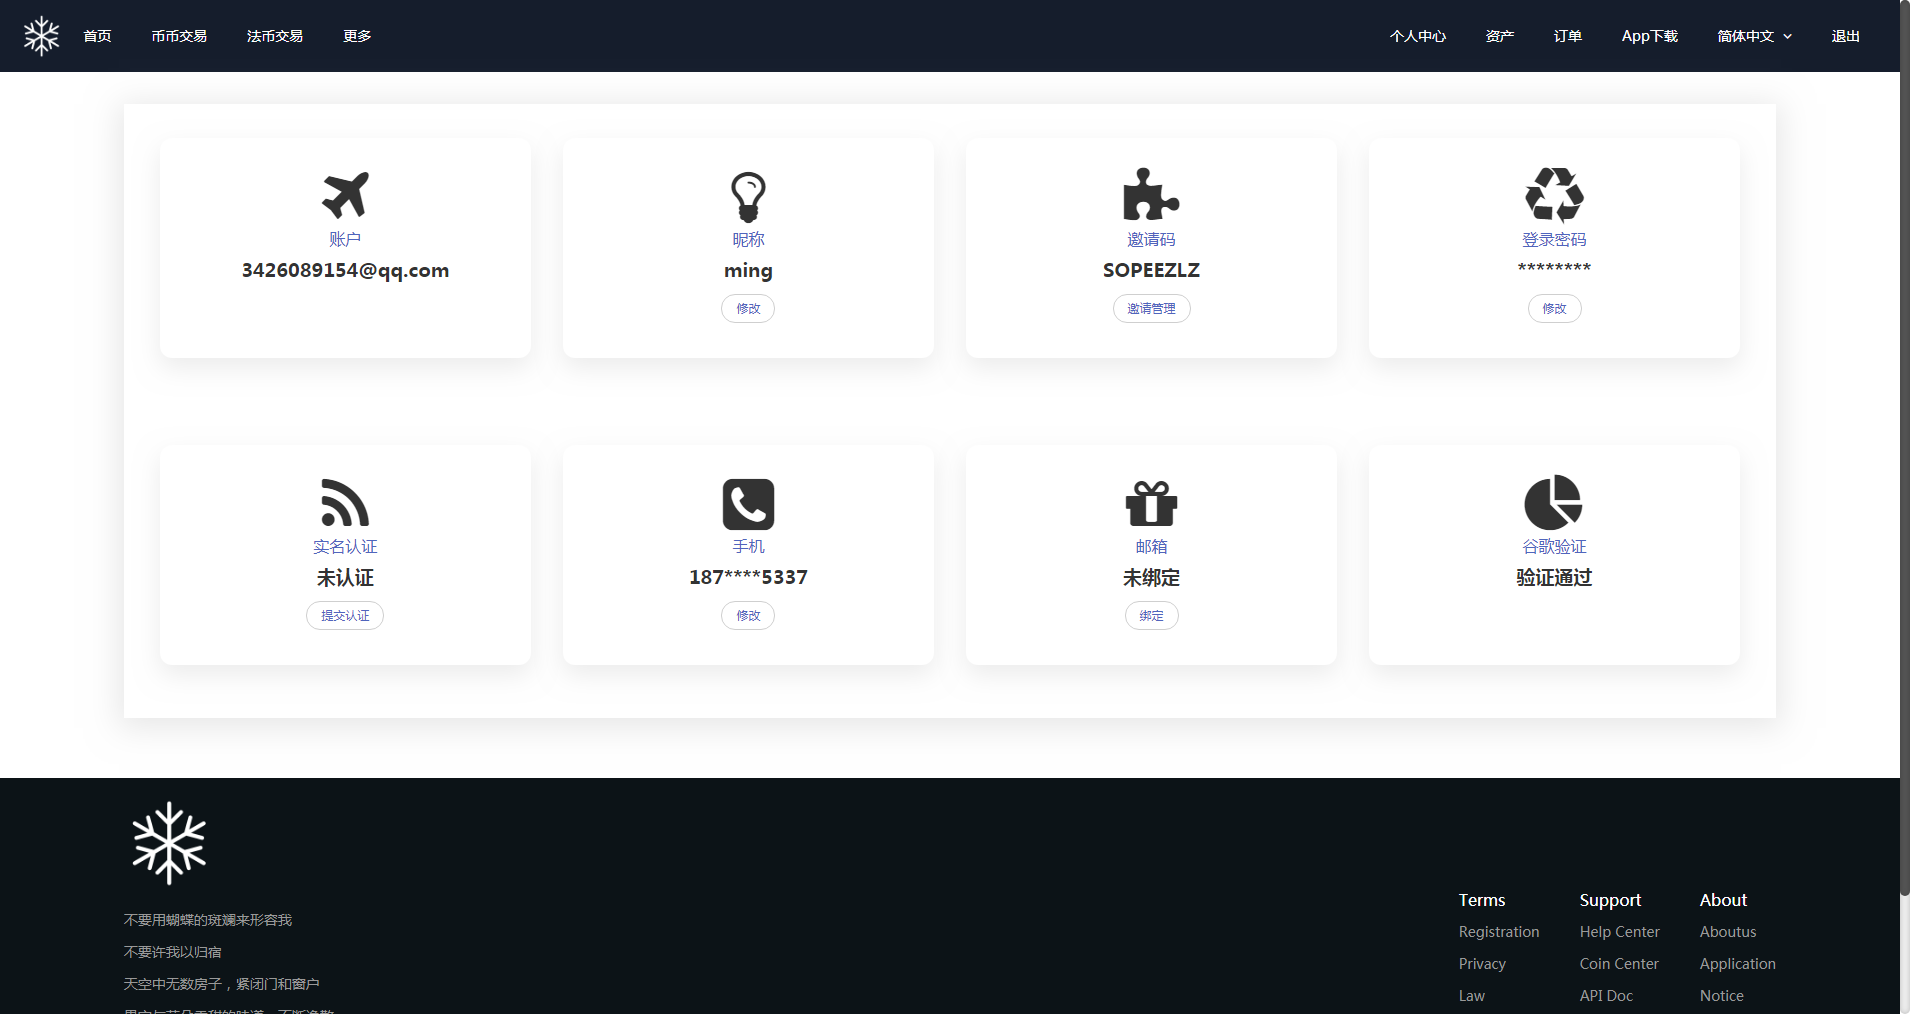 首页 币币交易 法币交易 更多 个人中心 资产 订单 App下载 简体中文 退出
账户 昵称 邀请码 登录密码
3426089154@qq.com ming SOPEEZLZ ********
修改 邀请管理 修改
实名认证 手机 邮箱 谷歌验证
未认证 187****5337 未绑定 验证通过
提交认证 修改 绑定
不要用蝴蝶的斑斓来形容我
不要许我以归宿
天空中无数房子，紧闭门和窗户
Terms Support About
Registration Help Center Aboutus
Privacy Coin Center Application
Law API Doc Notice